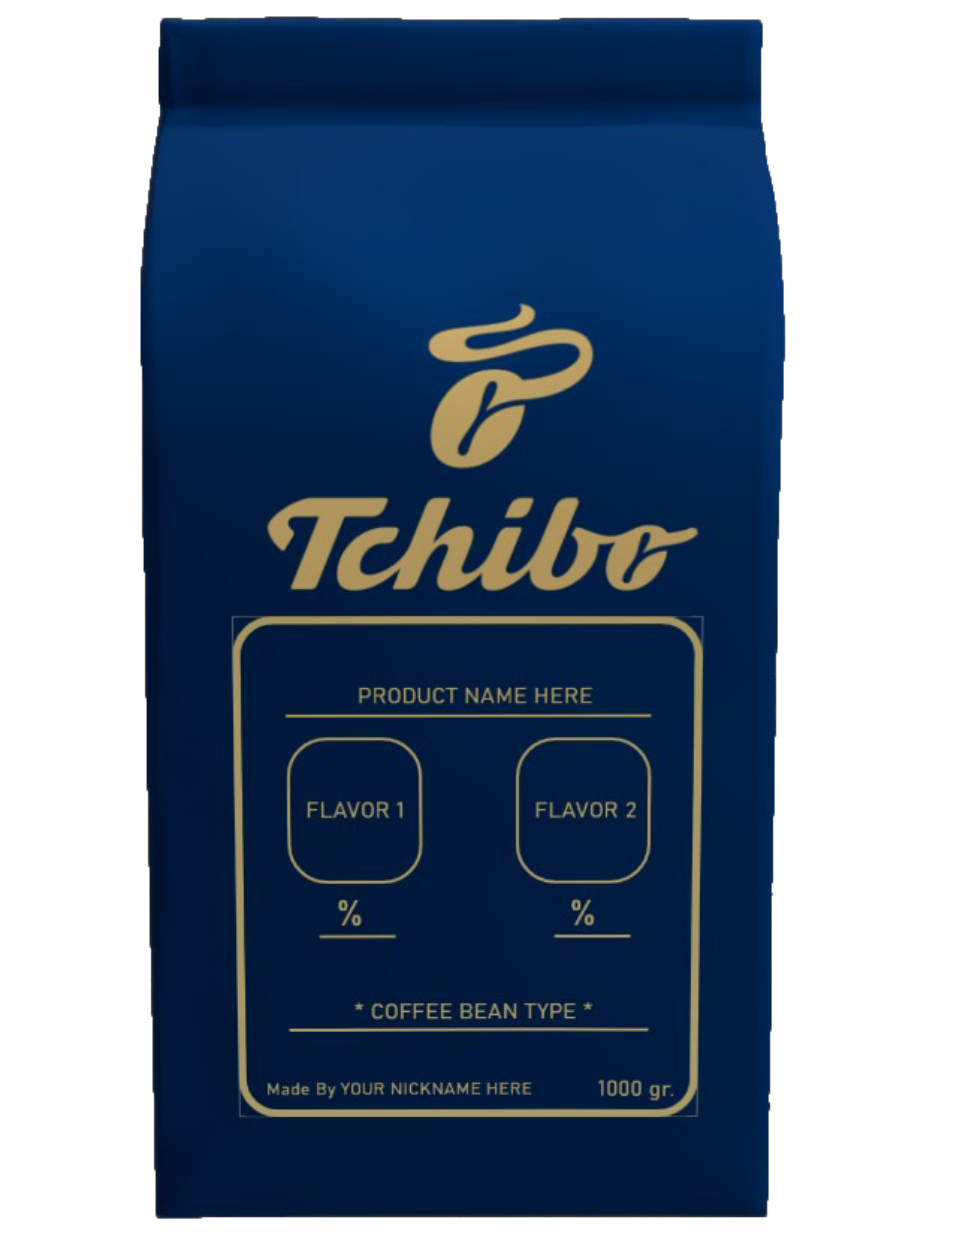 Tchibo
PRODUCT NAME HERE
FLAVOR 1 FLAVOR 2
% %
* COFFEE BEAN TYPE *
Made By YOUR NICKNAME HERE 1000 gr.